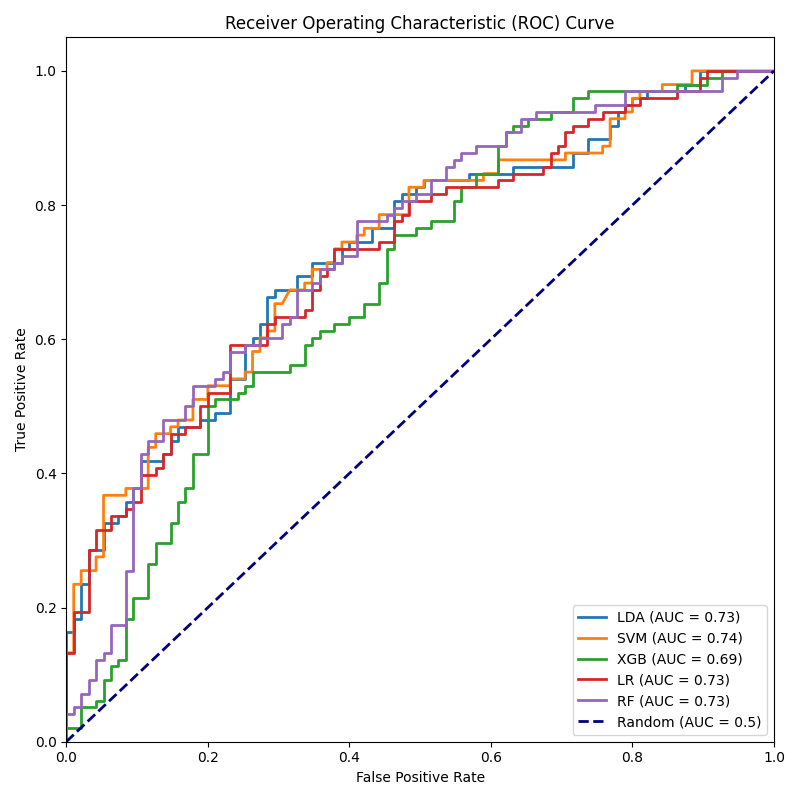 Receiver Operating Characteristic (ROC) Curve
True Positive Rate
1.0
0.8
0.6
0.4
0.2
0.0
0.0 0.2 0.4 0.6 0.8 1.0
False Positive Rate
LDA (AUC = 0.73)
SVM (AUC = 0.74)
XGB (AUC = 0.69)
LR (AUC = 0.73)
RF (AUC = 0.73)
Random (AUC = 0.5)